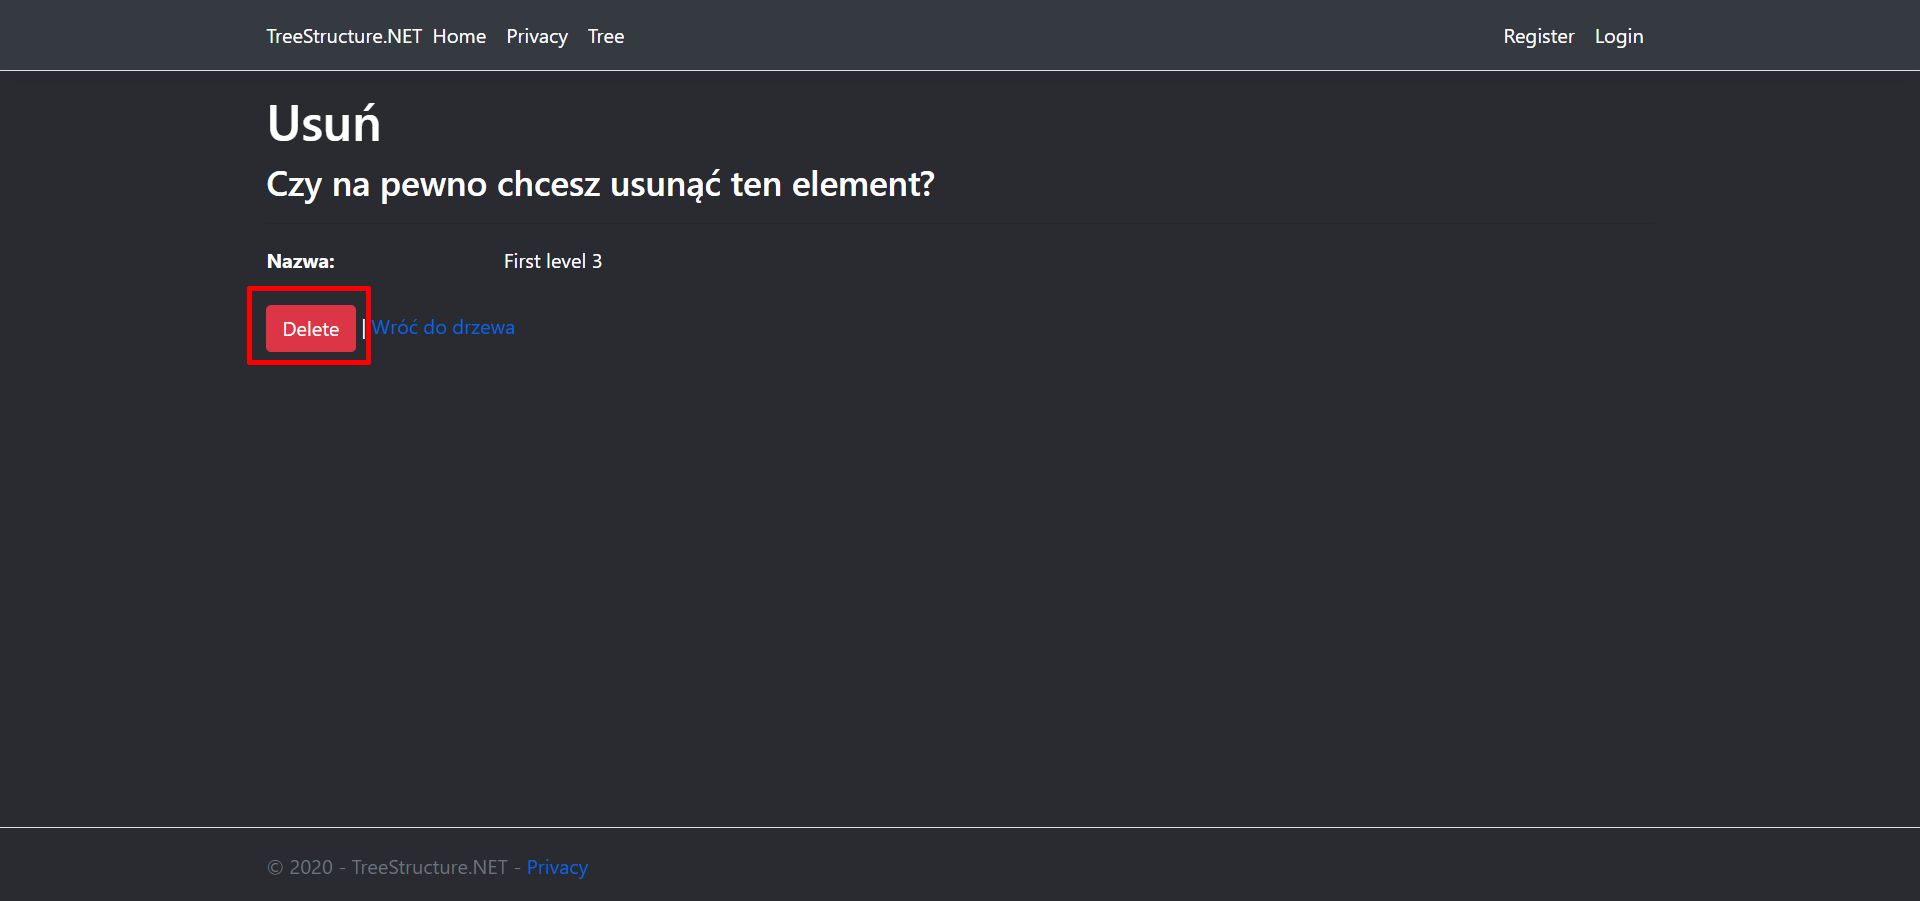 TreeStructure.NET Home Privacy Tree Register Login
Usuń
Czy na pewno chcesz usunąć ten element?
Nazwa: First level 3
Delete | Wróć do drzewa
© 2020 - TreeStructure.NET - Privacy